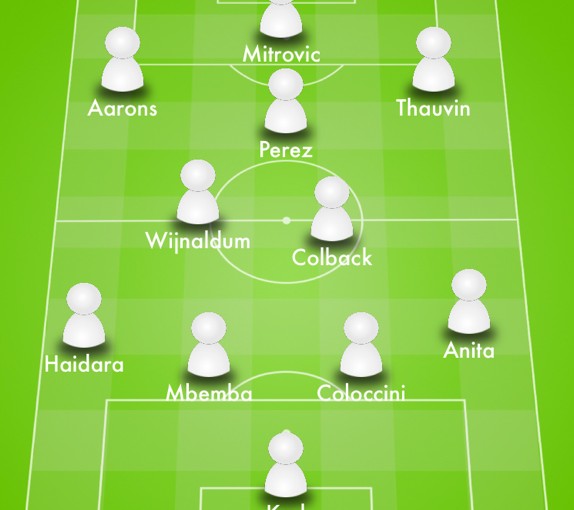 Mitrovic
Aarons
Thauvin
Perez
Wijnaldum
Colback
Haidara
Anita
Mbemba
Coloccini